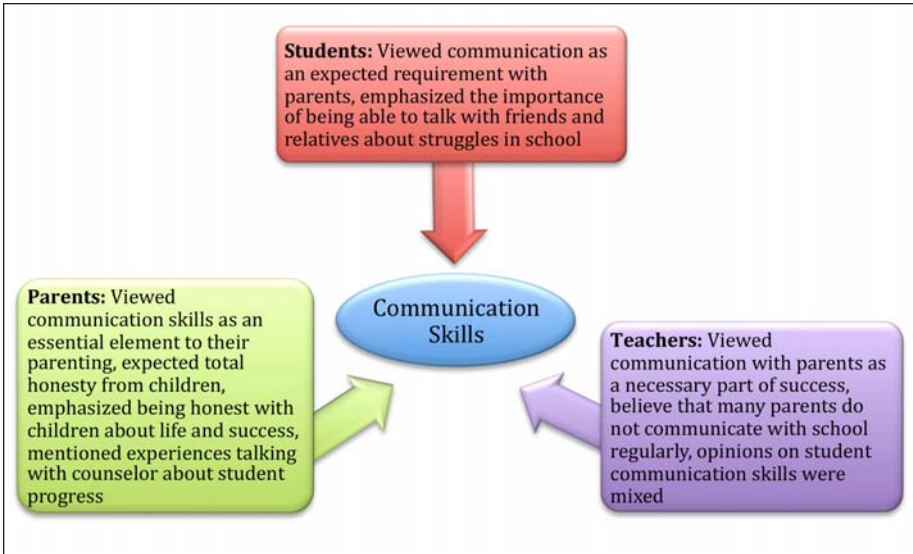 Students: Viewed communication as
an expected requirement with
parents, emphasized the importance
of being able to talk with friends and
relatives about struggles in school
Communication
Skills
Parents: Viewed
communication skills as an
essential element to their
parenting, expected total
honesty from children,
emphasized being honest with
children about life and success,
mentioned experiences talking
with counselor about student
progress
Teachers: Viewed
communication with parents as
a necessary part of success,
believe that many parents do
not communicate with school
regularly, opinions on student
communication skills were
mixed